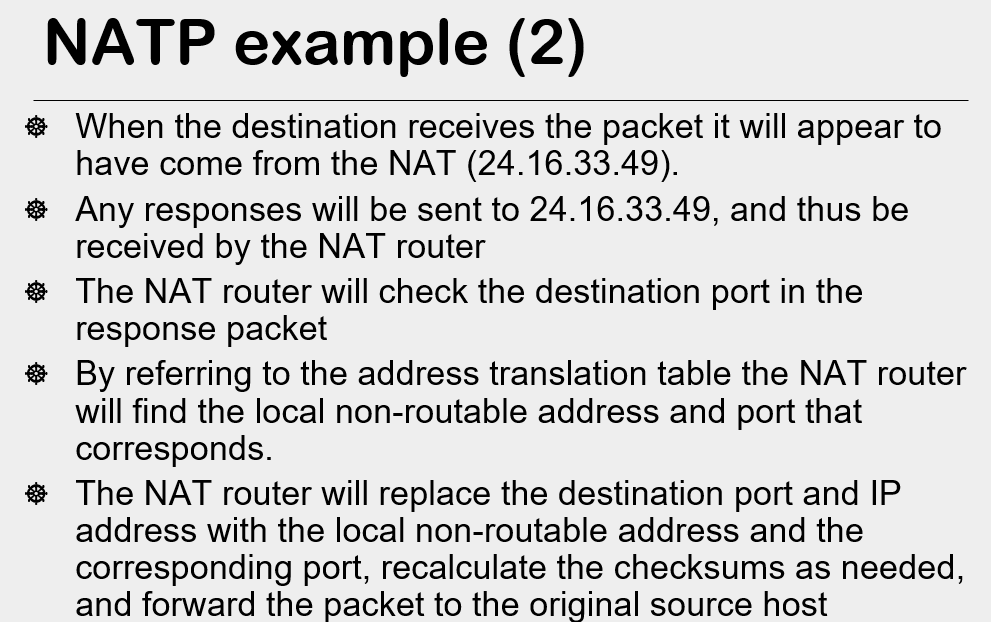 NATP example (2)
When the destination receives the packet it will appear to
have come from the NAT (24.16.33.49).
Any responses will be sent to 24.16.33.49, and thus be
received by the NAT router
The NAT router will check the destination port in the
response packet
By referring to the address translation table the NAT router
will find the local non-routable address and port that
corresponds.
The NAT router will replace the destination port and IP
address with the local non-routable address and the
corresponding port, recalculate the checksums as needed,
and forward the packet to the original source host